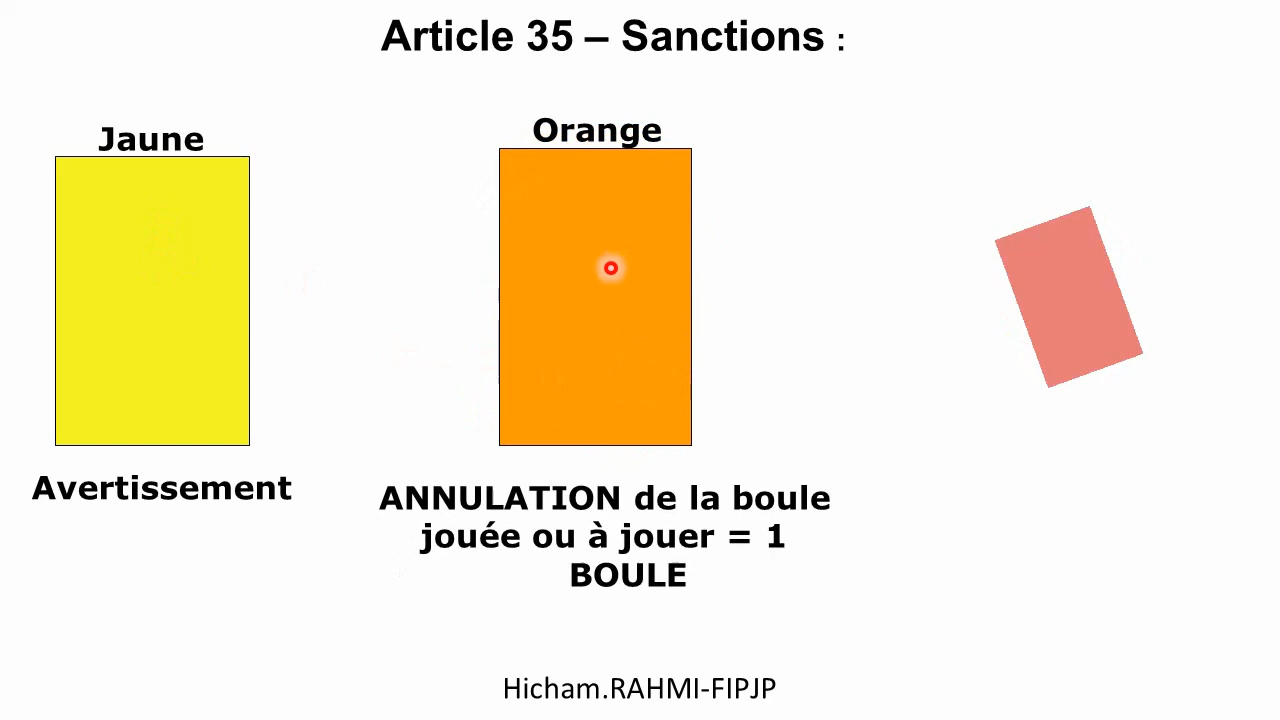 Article 35 – Sanctions :
Jaune
Orange
Avertissement
ANNULATION de la boule
jouée ou à jouer = 1
BOULE
Hicham.RAHMI-FIPJP